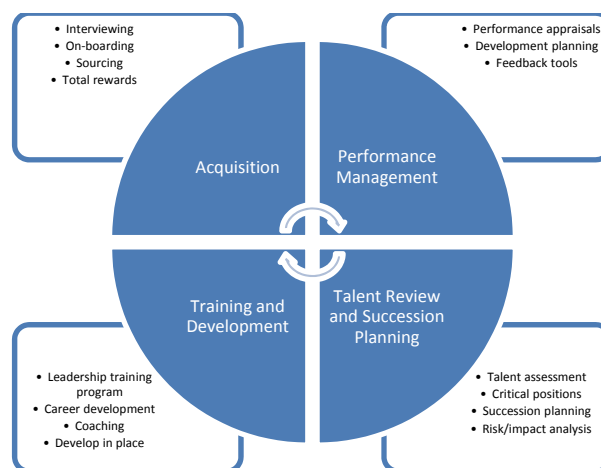 • Interviewing
• On-boarding
• Sourcing
• Total rewards
• Performance appraisals
• Development planning
• Feedback tools
Acquisition
Performance
Management
Training and
Development
Talent Review
and Succession
Planning
• Leadership training
program
• Career development
• Coaching
• Develop in place
• Talent assessment
• Critical positions
• Succession planning
• Risk/impact analysis